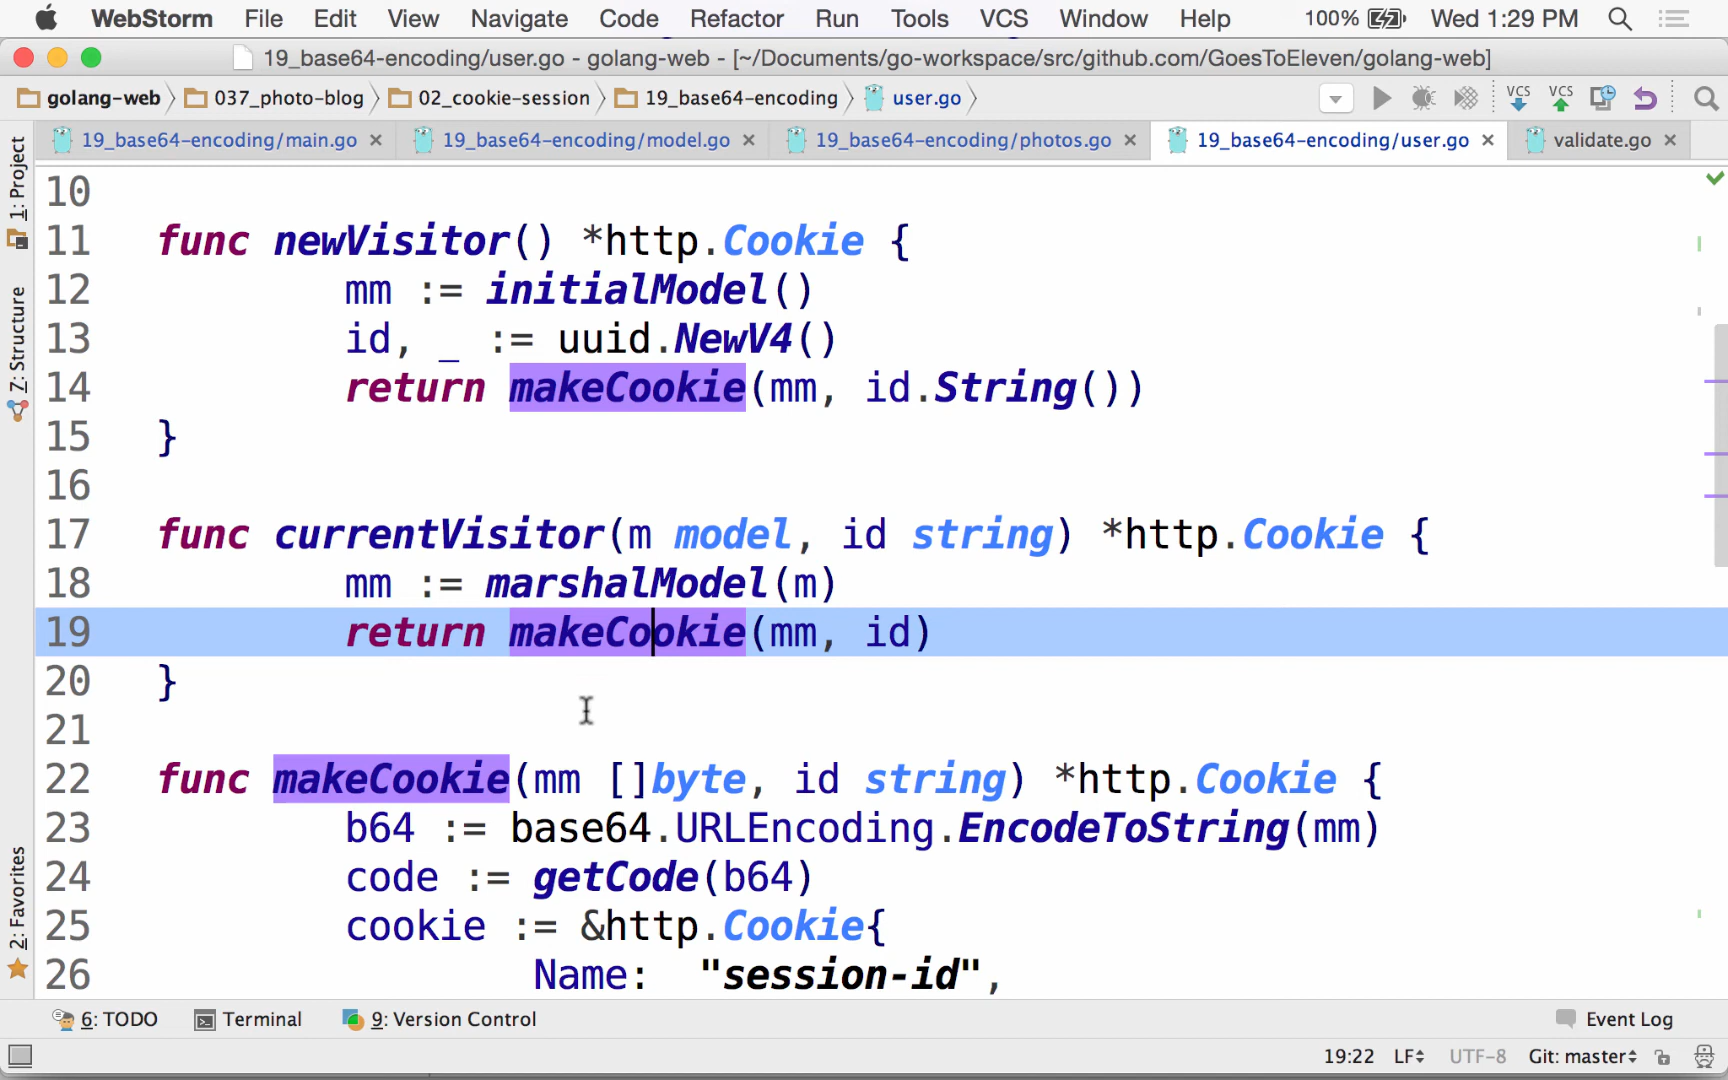 WebStorm File Edit View Navigate Code Refactor Run Tools VCS Window Help 100% Wed 1:29 PM
19_base64-encoding/user.go - golang-web - [~/Documents/go-workspace/src/github.com/GoesToEleven/golang-web]
golang-web 037_photo-blog 02_cookie-session 19_base64-encoding user.go VCS VCS
19_base64-encoding/main.go 19_base64-encoding/model.go 19_base64-encoding/photos.go 19_base64-encoding/user.go validate.go
1: Project
7: Structure
2: Favorites
10
11 func newVisitor() *http.Cookie {
12 mm := initialModel()
13 id, _ := uuid.NewV4()
14 return makeCookie(mm, id.String())
15 }
16
17 func currentVisitor(m model, id string) *http.Cookie {
18 mm := marshalModel(m)
19 return makeCookie(mm, id)
20 }
21
22 func makeCookie(mm []byte, id string) *http.Cookie {
23 b64 := base64.URLEncoding.EncodeToString(mm)
24 code := getCode(b64)
25 cookie := &http.Cookie{
26 Name: "session-id",
6: TODO Terminal 9: Version Control Event Log
19:22 LF UTF-8 Git: master